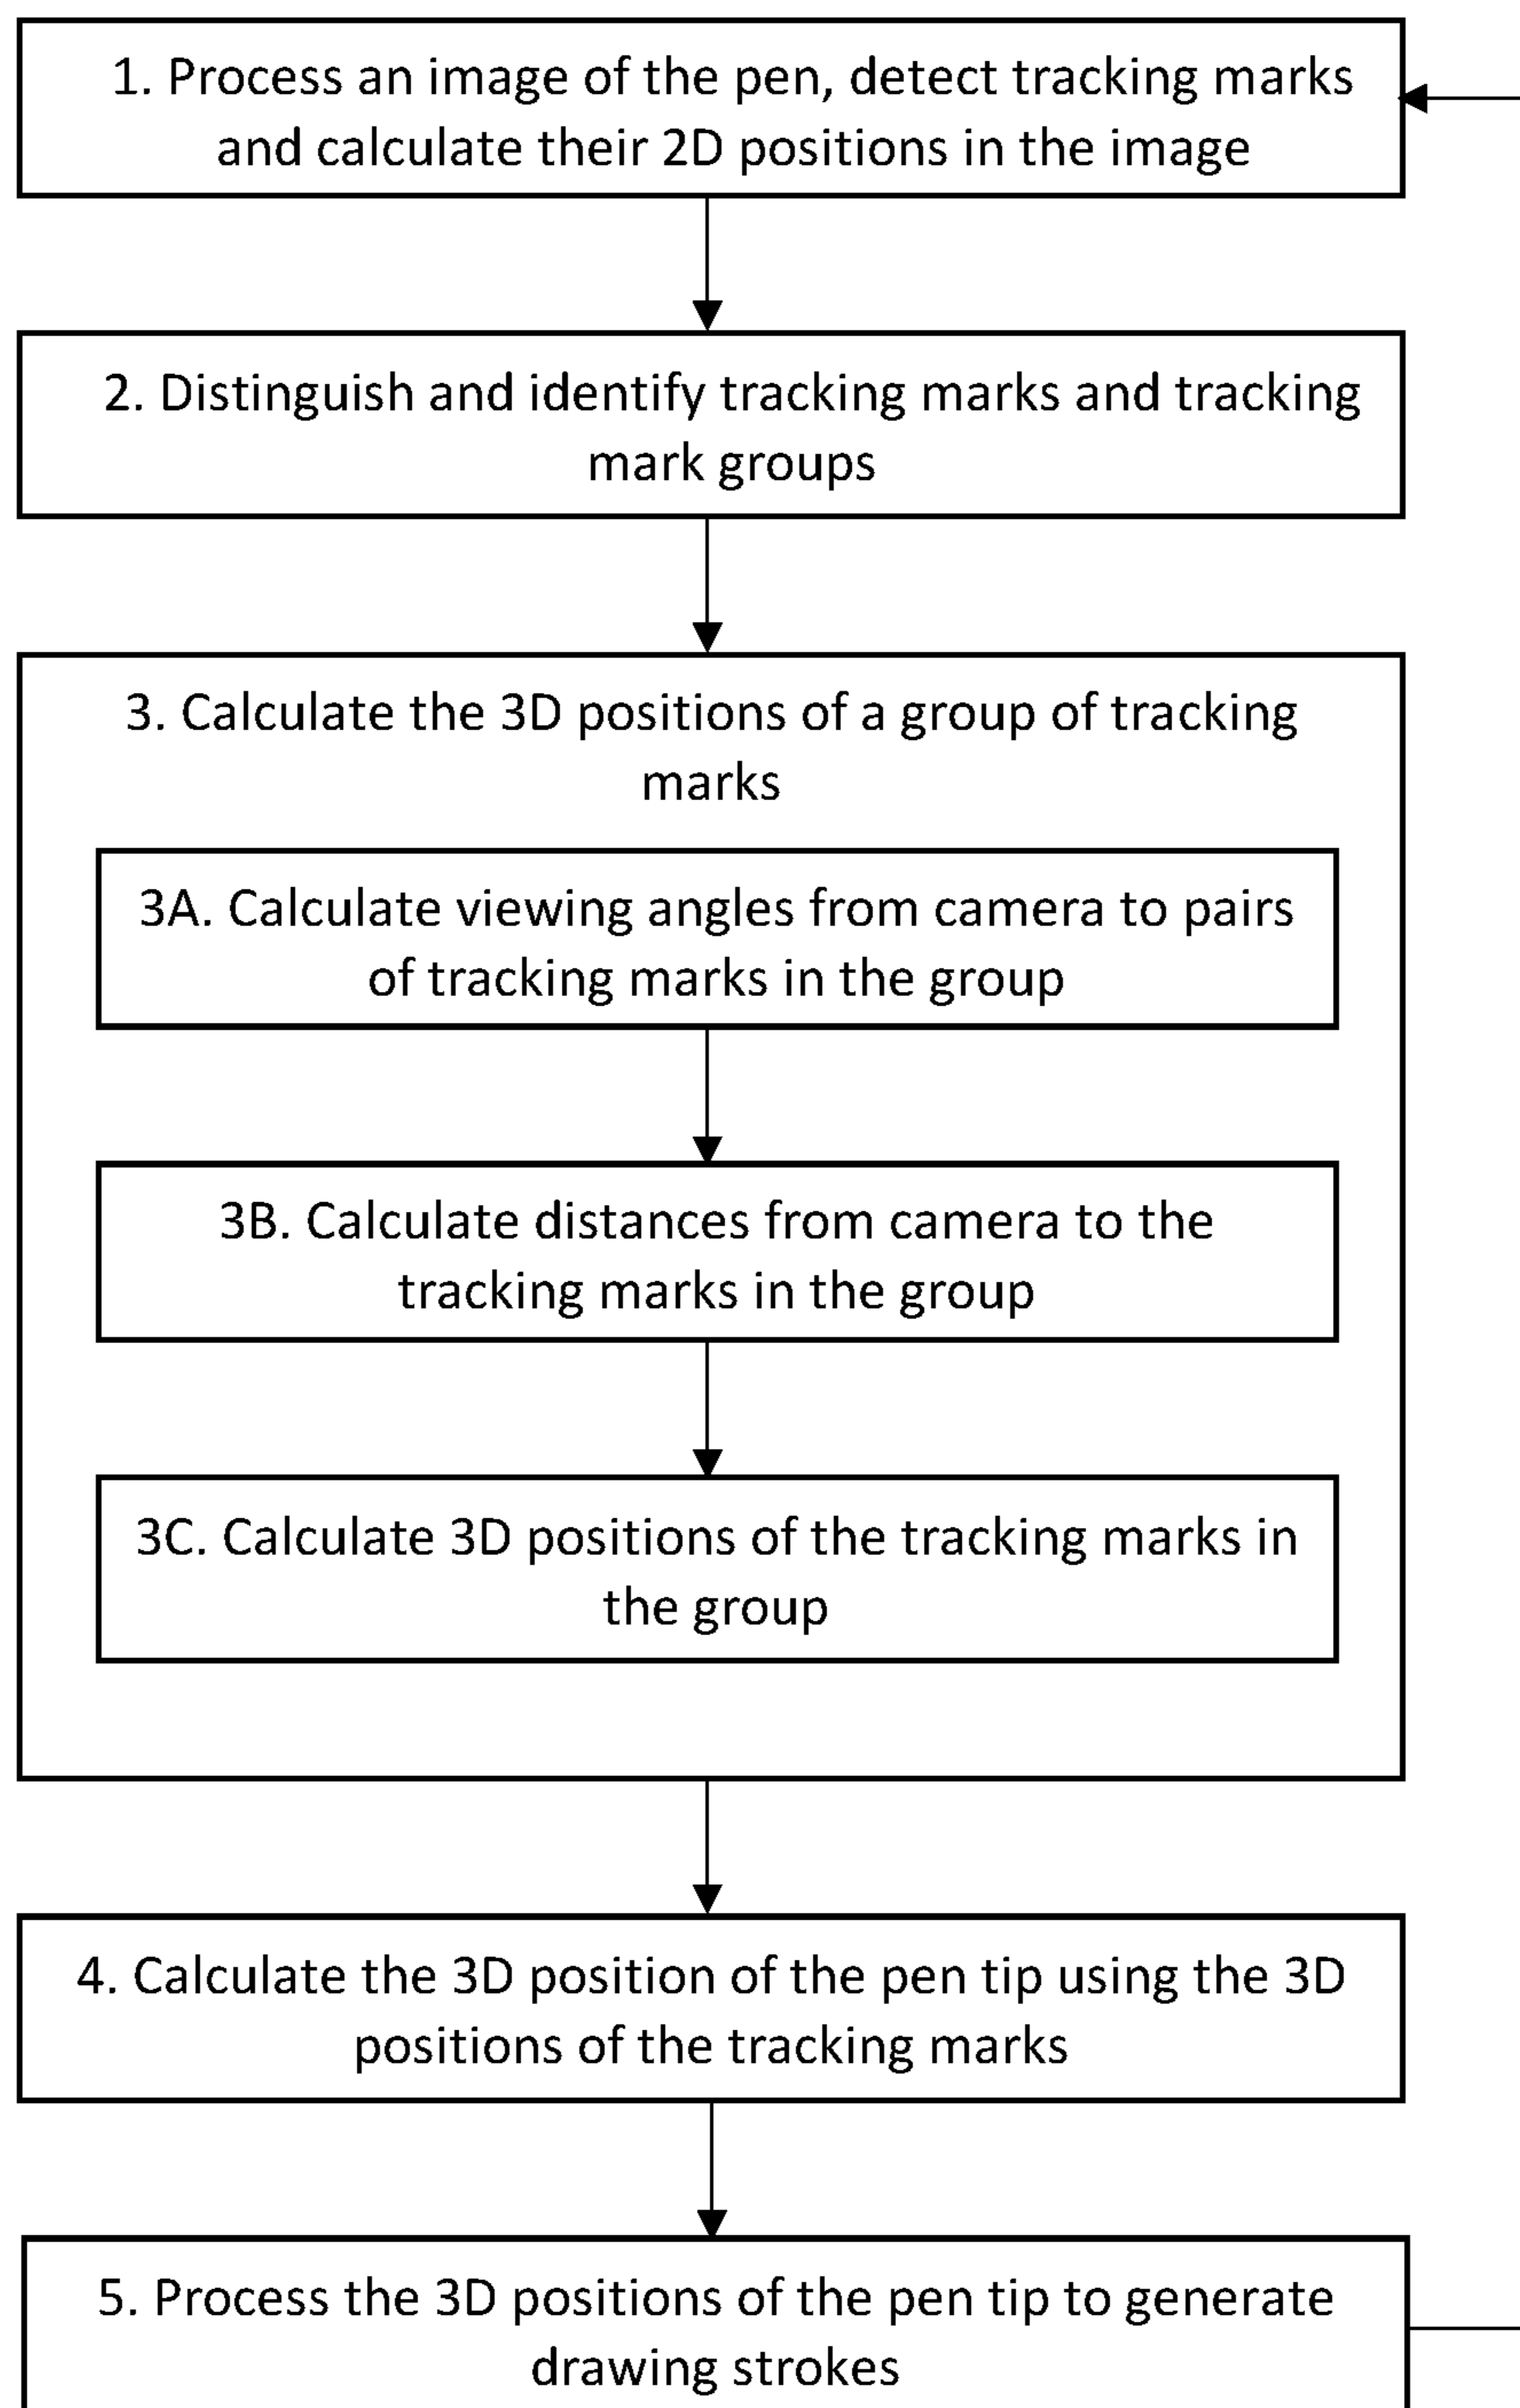 1. Process an image of the pen, detect tracking marks
and calculate their 2D positions in the image
2. Distinguish and identify tracking marks and tracking
mark groups
3. Calculate the 3D positions of a group of tracking
marks
3A. Calculate viewing angles from camera to pairs
of tracking marks in the group
3B. Calculate distances from camera to the
tracking marks in the group
3C. Calculate 3D positions of the tracking marks in
the group
4. Calculate the 3D position of the pen tip using the 3D
positions of the tracking marks
5. Process the 3D positions of the pen tip to generate
drawing strokes